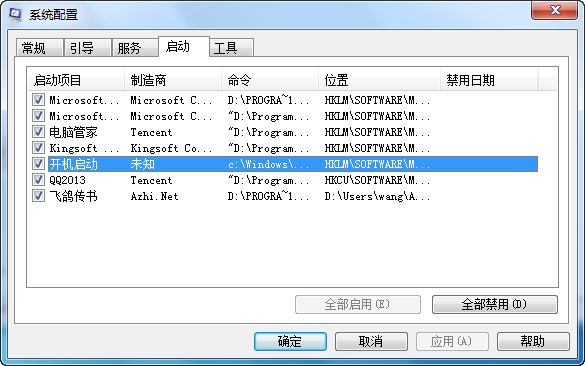 系统配置
常规 引导 服务 启动 工具
启动项目 制造商 命令 位置 禁用日期
Microsoft... Microsoft C... D:\PROGRA~1... HKLM\SOFTWARE\M...
Microsoft... Microsoft C... "D:\Program... HKLM\SOFTWARE\M...
电脑管家 Tencent "D:\Program... HKLM\SOFTWARE\M...
Kingsoft ... Kingsoft Co... "D:\Program... HKLM\SOFTWARE\M...
开机启动 未知 c:\Windows\... HKLM\SOFTWARE\M...
QQ2013 Tencent "D:\Program... HKCU\SOFTWARE\M...
飞鸽传书 Azhi.Net D:\PROGRA~1... D:\Users\wang\A...
全部启用(E) 全部禁用(D)
确定 取消 应用(A) 帮助